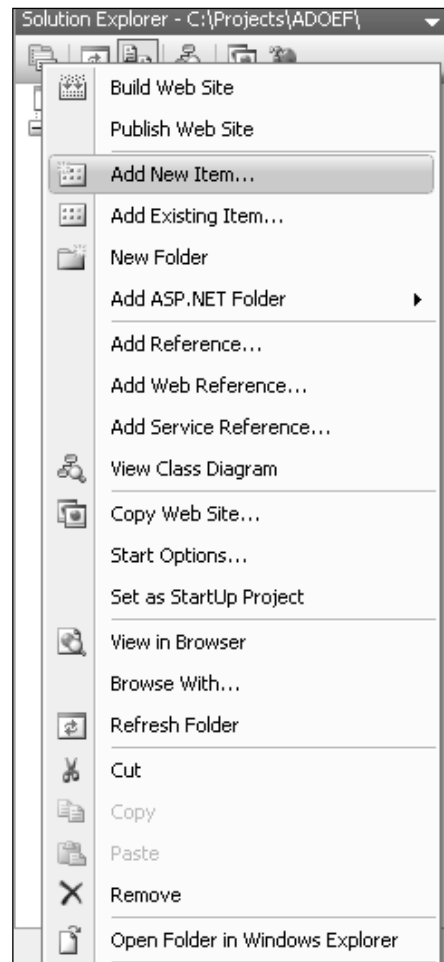 Solution Explorer - C:\Projects\ADOEF\
Build Web Site
Publish Web Site
Add New Item...
Add Existing Item...
New Folder
Add ASP.NET Folder
Add Reference...
Add Web Reference...
Add Service Reference...
View Class Diagram
Copy Web Site...
Start Options...
Set as StartUp Project
View in Browser
Browse With...
Refresh Folder
Cut
Copy
Paste
Remove
Open Folder in Windows Explorer